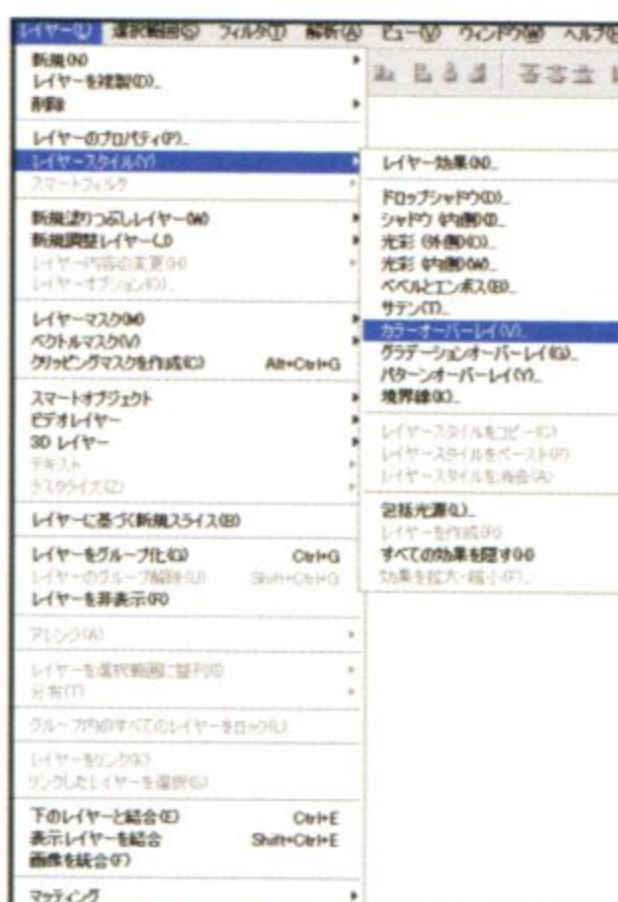 レイヤー(L) 選択範囲(S) フィルタ(T) 解析(A) ビュー(V) ウィンドウ(W) ヘルプ(H
新規(N)
レイヤーを複製(D)...
削除
レイヤーのプロパティ(P)...
レイヤースタイル(Y)
スマートフィルタ
新規塗りつぶしレイヤー(W)
新規調整レイヤー(J)
レイヤー内容の変更(H)
レイヤーオプション(O)...
レイヤーマスク(M)
ベクトルマスク(V)
クリッピングマスクを作成(C) Alt+Ctrl+G
スマートオブジェクト
ビデオレイヤー
3D レイヤー
テキスト
ラスタライズ(Z)
レイヤーに基づく新規スライス(B)
レイヤーをグループ化(G) Ctrl+G
レイヤーのグループ解除(U) Shift+Ctrl+G
レイヤーを非表示(R)
アレンジ(A)
レイヤーを選択範囲に整列(I)
分布(T)
グループ内のすべてのレイヤーをロック(L)...
レイヤーをリンク(K)
リンクしたレイヤーを選択(S)
下のレイヤーと結合(E) Ctrl+E
表示レイヤーを結合 Shift+Ctrl+E
画像を統合(F)
マッティング
レイヤー効果(N)...
ドロップシャドウ(D)...
シャドウ (内側)(I)...
光彩 (外側)(O)...
光彩 (内側)(W)...
ベベルとエンボス(B)...
サテン(T)...
カラーオーバーレイ(V)...
グラデーションオーバーレイ(G)...
パターンオーバーレイ(Y)...
境界線(K)...
レイヤースタイルをコピー(C)
レイヤースタイルをペースト(P)
レイヤースタイルを消去(A)
包括光源(L)...
レイヤーを作成(R)
すべての効果を隠す(H)
効果を拡大・縮小(F)...